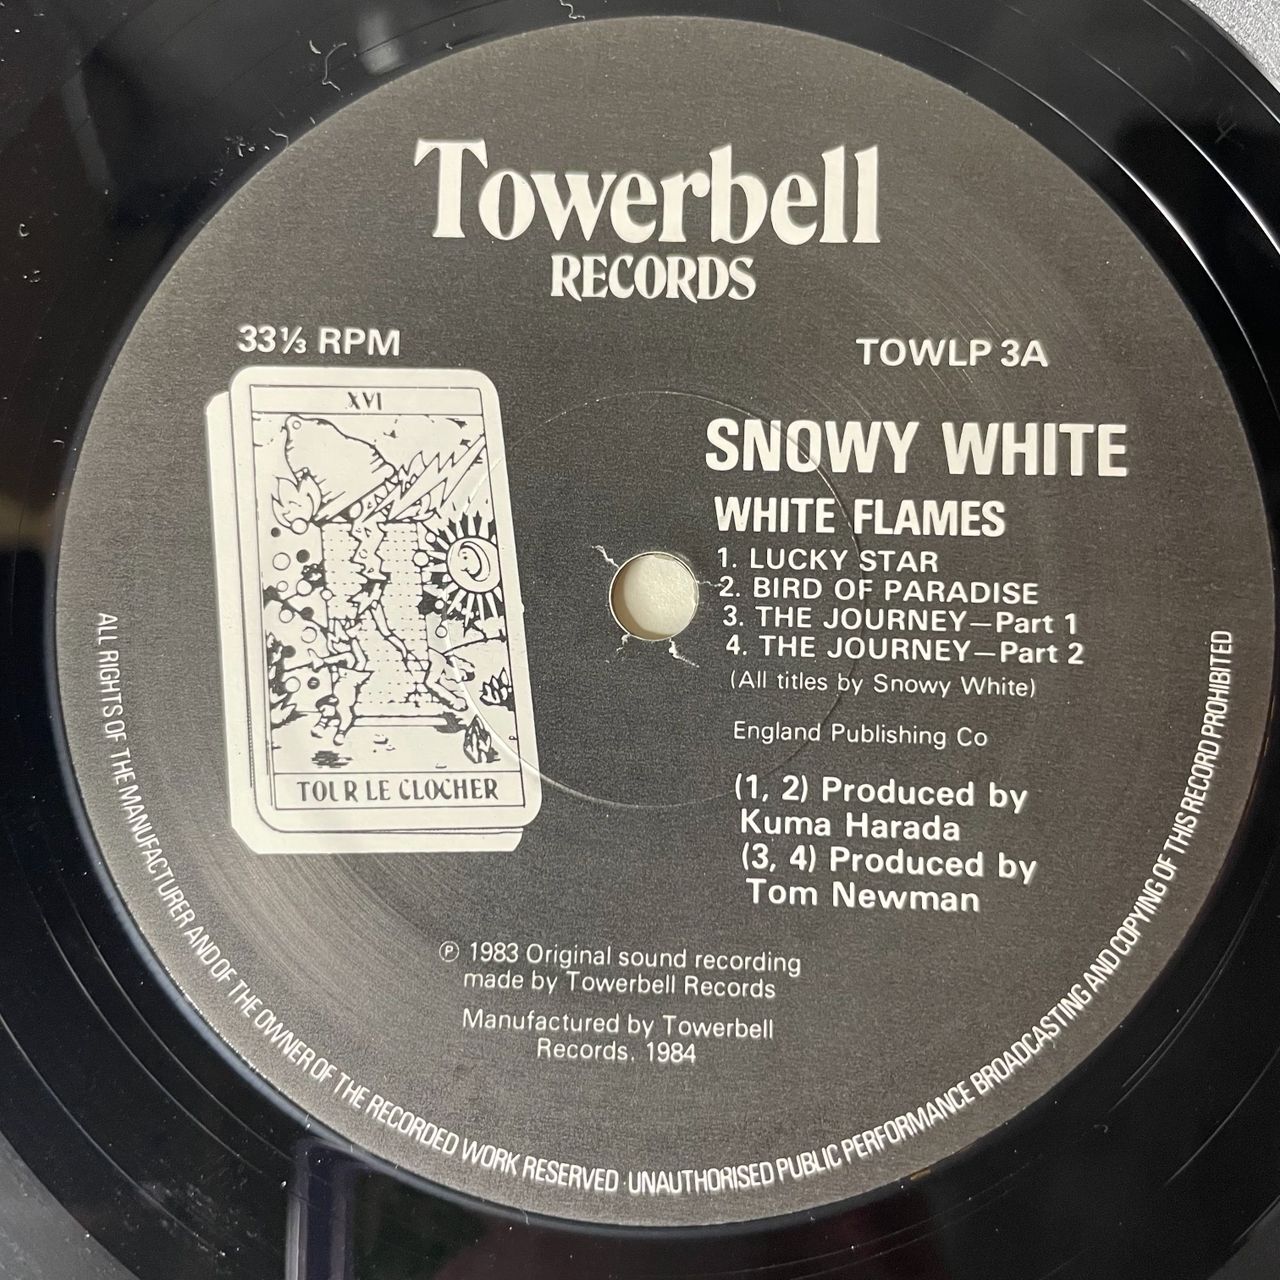 Towerbell
RECORDS
33⅓ RPM
TOWLP 3A
XVI
TOUR LE CLOCHER
SNOWY WHITE
WHITE FLAMES
1. LUCKY STAR
2. BIRD OF PARADISE
3. THE JOURNEY—Part 1
4. THE JOURNEY—Part 2
(All titles by Snowy White)
England Publishing Co
(1, 2) Produced by
Kuma Harada
(3, 4) Produced by
Tom Newman
℗ 1983 Original sound recording
made by Towerbell Records
Manufactured by Towerbell
Records. 1984
ALL RIGHTS OF THE MANUFACTURER AND OF THE OWNER OF THE RECORDED WORK RESERVED · UNAUTHORISED PUBLIC PERFORMANCE BROADCASTING AND COPYING OF THIS RECORD PROHIBITED